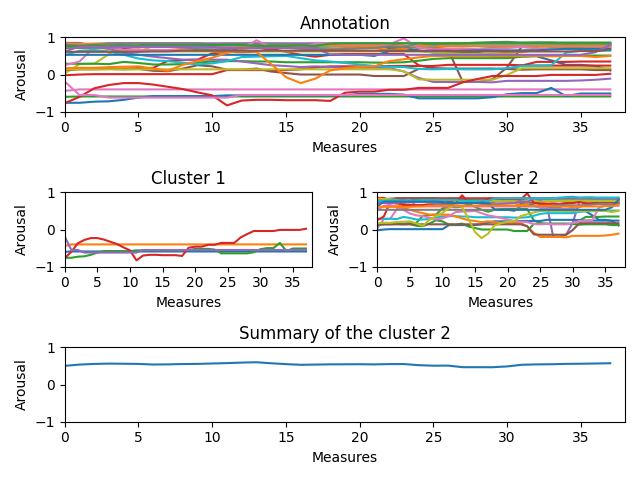 Annotation
Arousal
1
0
-1
0 5 10 15 20 25 30 35
Measures
Cluster 1
Arousal
1
0
-1
0 5 10 15 20 25 30 35
Measures
Cluster 2
Arousal
1
0
-1
0 5 10 15 20 25 30 35
Measures
Summary of the cluster 2
Arousal
1
0
-1
0 5 10 15 20 25 30 35
Measures